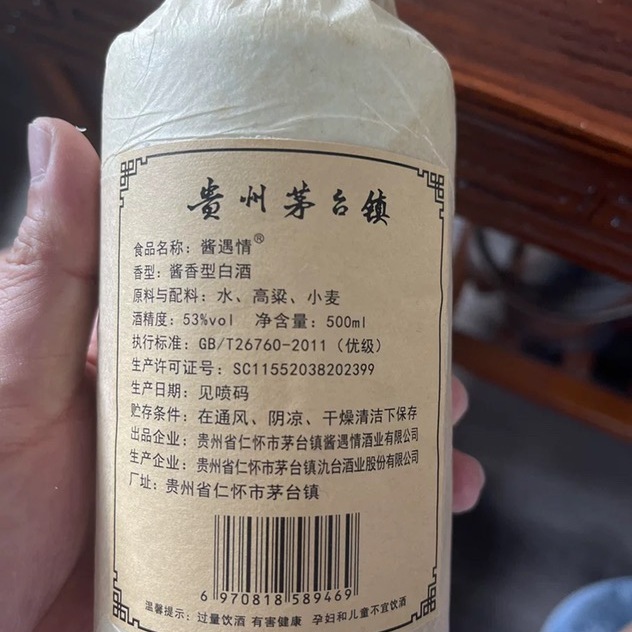 贵州茅台镇
食品名称：酱遇情®
香型：酱香型白酒
原料与配料：水、高粱、小麦
酒精度：53%vol 净含量：500ml
执行标准：GB/T26760-2011（优级）
生产许可证号：SC11552038202399
生产日期：见喷码
贮存条件：在通风、阴凉、干燥清洁下保存
出品企业：贵州省仁怀市茅台镇酱遇情酒业有限公司
生产企业：贵州省仁怀市茅台镇氿台酒业股份有限公司
厂址：贵州省仁怀市茅台镇
6 970818 589469
温馨提示：过量饮酒 有害健康 孕妇和儿童不宜饮酒